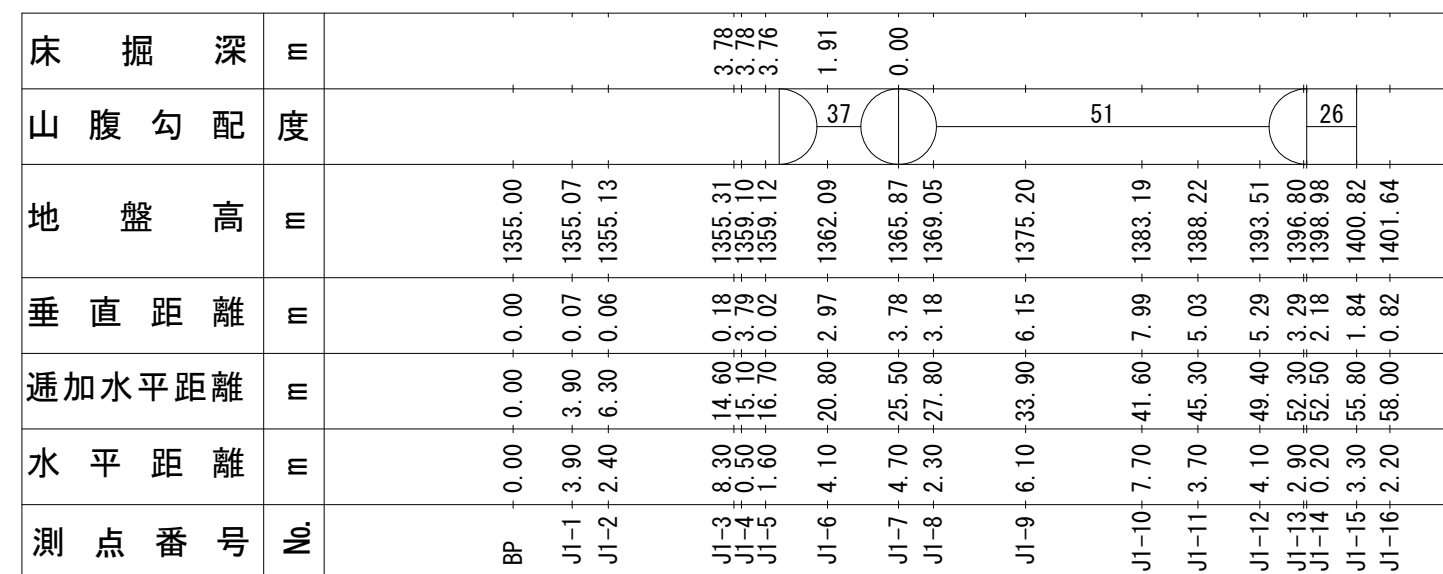 床掘深 m 3.78 3.78 3.76 1.91 0.00
山腹勾配 度 37 51 26
地盤高 m 1355.00 1355.07 1355.13 1355.31 1359.10 1359.12 1362.09 1365.87 1369.05 1375.20 1383.19 1388.22 1393.51 1396.80 1398.98 1400.82 1401.64
垂直距離 m 0.00 0.07 0.06 0.18 3.79 0.02 2.97 3.78 3.18 6.15 7.99 5.03 5.29 3.29 2.18 1.84 0.82
逓加水平距離 m 0.00 3.90 6.30 14.60 15.10 16.70 20.80 25.50 27.80 33.90 41.60 45.30 49.40 52.30 52.50 55.80 58.00
水平距離 m 0.00 3.90 2.40 8.30 0.50 1.60 4.10 4.70 2.30 6.10 7.70 3.70 4.10 2.90 0.20 3.30 2.20
測点番号 No. BP J1-1 J1-2 J1-3 J1-4 J1-5 J1-6 J1-7 J1-8 J1-9 J1-10 J1-11 J1-12 J1-13 J1-14 J1-15 J1-16